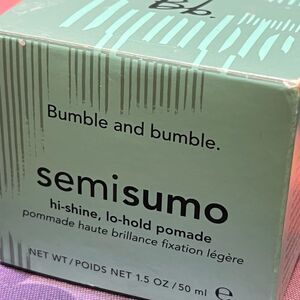 Bb.
Bumble and bumble.
semisumo
hi-shine, lo-hold pomade
pommade haute brillance fixation légère
NET WT/POIDS NET 1.5 OZ / 50 ml e